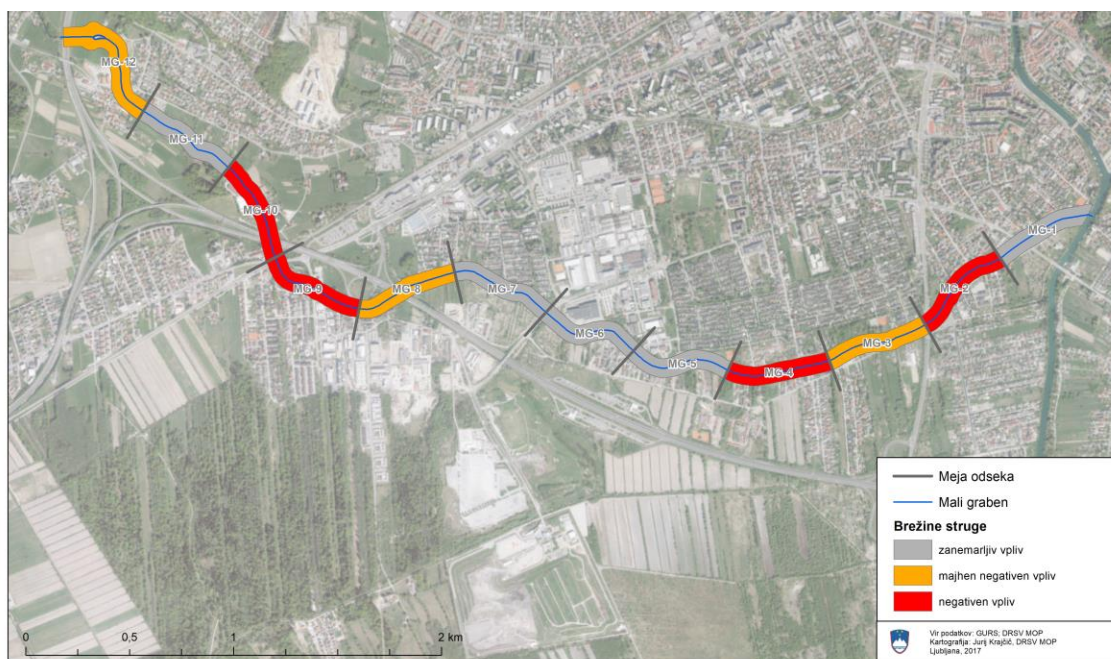 MG-12
MG-11
MG-10
MG-9
MG-8
MG-7
MG-6
MG-5
MG-4
MG-3
MG-2
MG-1
Meja odseka
Mali graben
Brežine struge
zanemarljiv vpliv
majhen negativen vpliv
negativen vpliv
Vir podatkov: GURS; DRSV MOP
Kartografija: Jurij Krajčič, DRSV MOP
Ljubljana, 2017
0 0,5 1 2 km